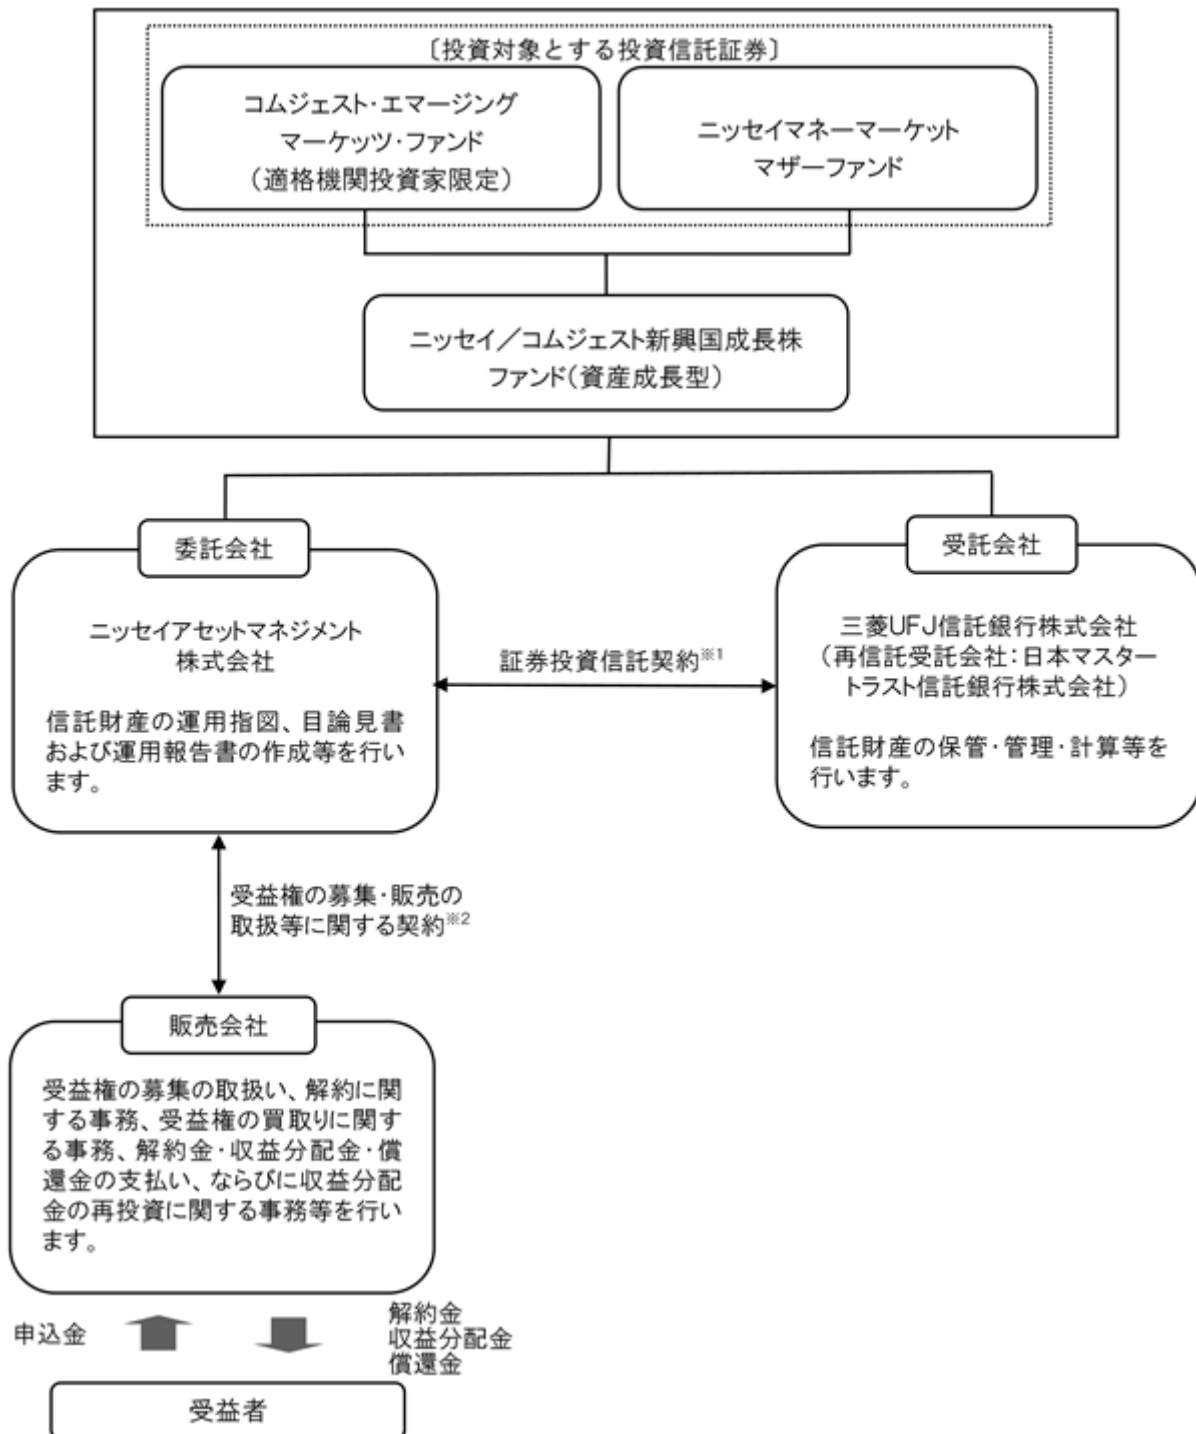 〔投資対象とする投資信託証券〕
コムジェスト・エマージング
マーケッツ・ファンド
（適格機関投資家限定）
ニッセイマネーマーケット
マザーファンド
ニッセイ／コムジェスト新興国成長株
ファンド（資産成長型）
委託会社
ニッセイアセットマネジメント
株式会社
信託財産の運用指図、目論見書
および運用報告書の作成等を行い
ます。
証券投資信託契約※1
受託会社
三菱UFJ信託銀行株式会社
（再信託受託会社：日本マスター
トラスト信託銀行株式会社）
信託財産の保管・管理・計算等を
行います。
受益権の募集・販売の
取扱等に関する契約※2
販売会社
受益権の募集の取扱い、解約に関
する事務、受益権の買取りに関す
る事務、解約金・収益分配金・償
還金の支払い、ならびに収益分配
金の再投資に関する事務等を行い
ます。
申込金
解約金
収益分配金
償還金
受益者